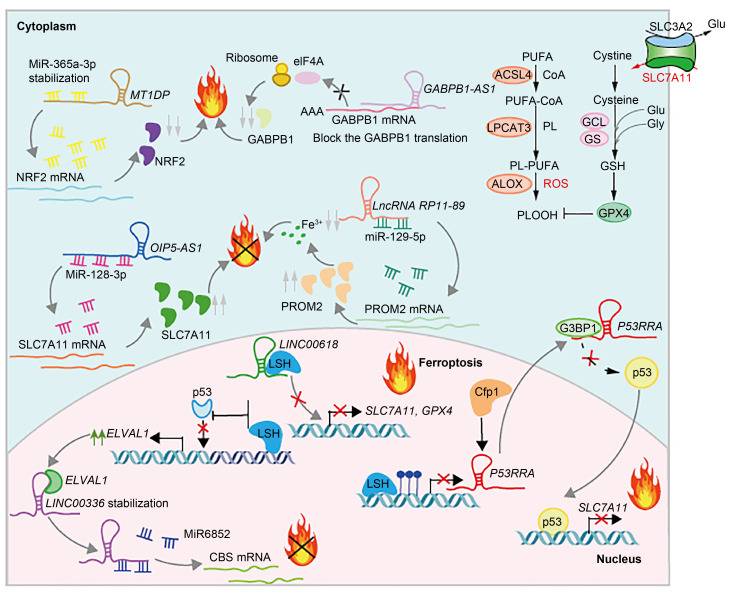 Cytoplasm
MiR-365a-3p
stabilization
MT1DP
NRF2 mRNA
NRF2
Ribosome
eIF4A
GABPB1
AAA
GABPB1 mRNA
GABPB1-AS1
Block the GABPB1 translation
PUFA
ACSL4
CoA
PUFA-CoA
LPCAT3
PL
PL-PUFA
ALOX
ROS
PLOOH
Cystine
Cysteine
GCL
GS
Glu
Gly
GSH
GPX4
SLC3A2
Glu
SLC7A11
OIP5-AS1
MiR-128-3p
SLC7A11 mRNA
SLC7A11
Fe3+
LncRNA RP11-89
miR-129-5p
PROM2
PROM2 mRNA
G3BP1
P53RRA
p53
LINC00618
LSH
Ferroptosis
SLC7A11, GPX4
p53
LSH
ELVAL1
ELVAL1
LINC00336 stabilization
MiR6852
CBS mRNA
Cfp1
P53RRA
LSH
SLC7A11
p53
Nucleus